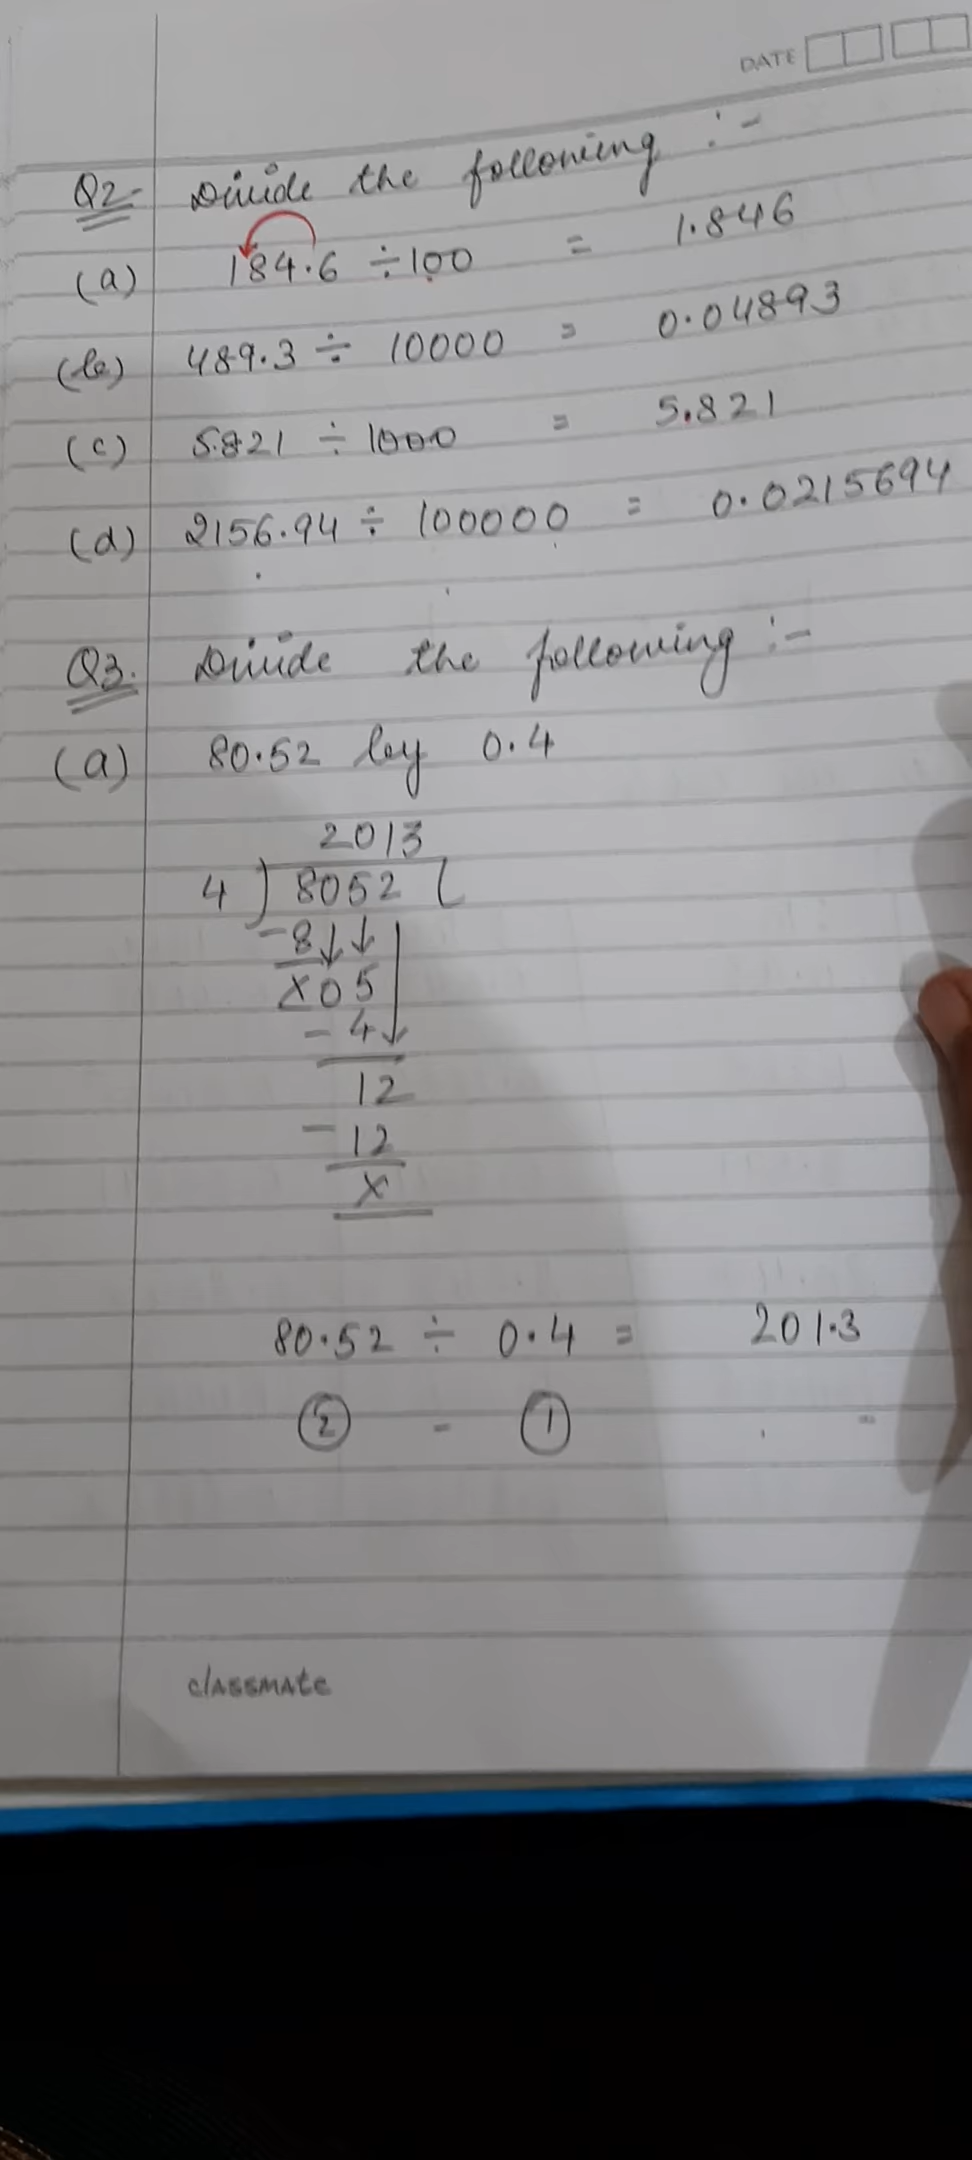 DATE
Q2 Divide the following :-
(a) 184.6 ÷ 100 = 1.846
(b) 489.3 ÷ 10000 = 0.04893
(c) 5.821 ÷ 1000 = 5.821
(d) 2156.94 ÷ 100000 = 0.0215694
Q3. Divide the following :-
(a) 80.52 by 0.4
2013
4 ) 8052 (
-8
x05
-4
12
-12
x
80.52 ÷ 0.4 = 201.3
2 - 1 =
classmate